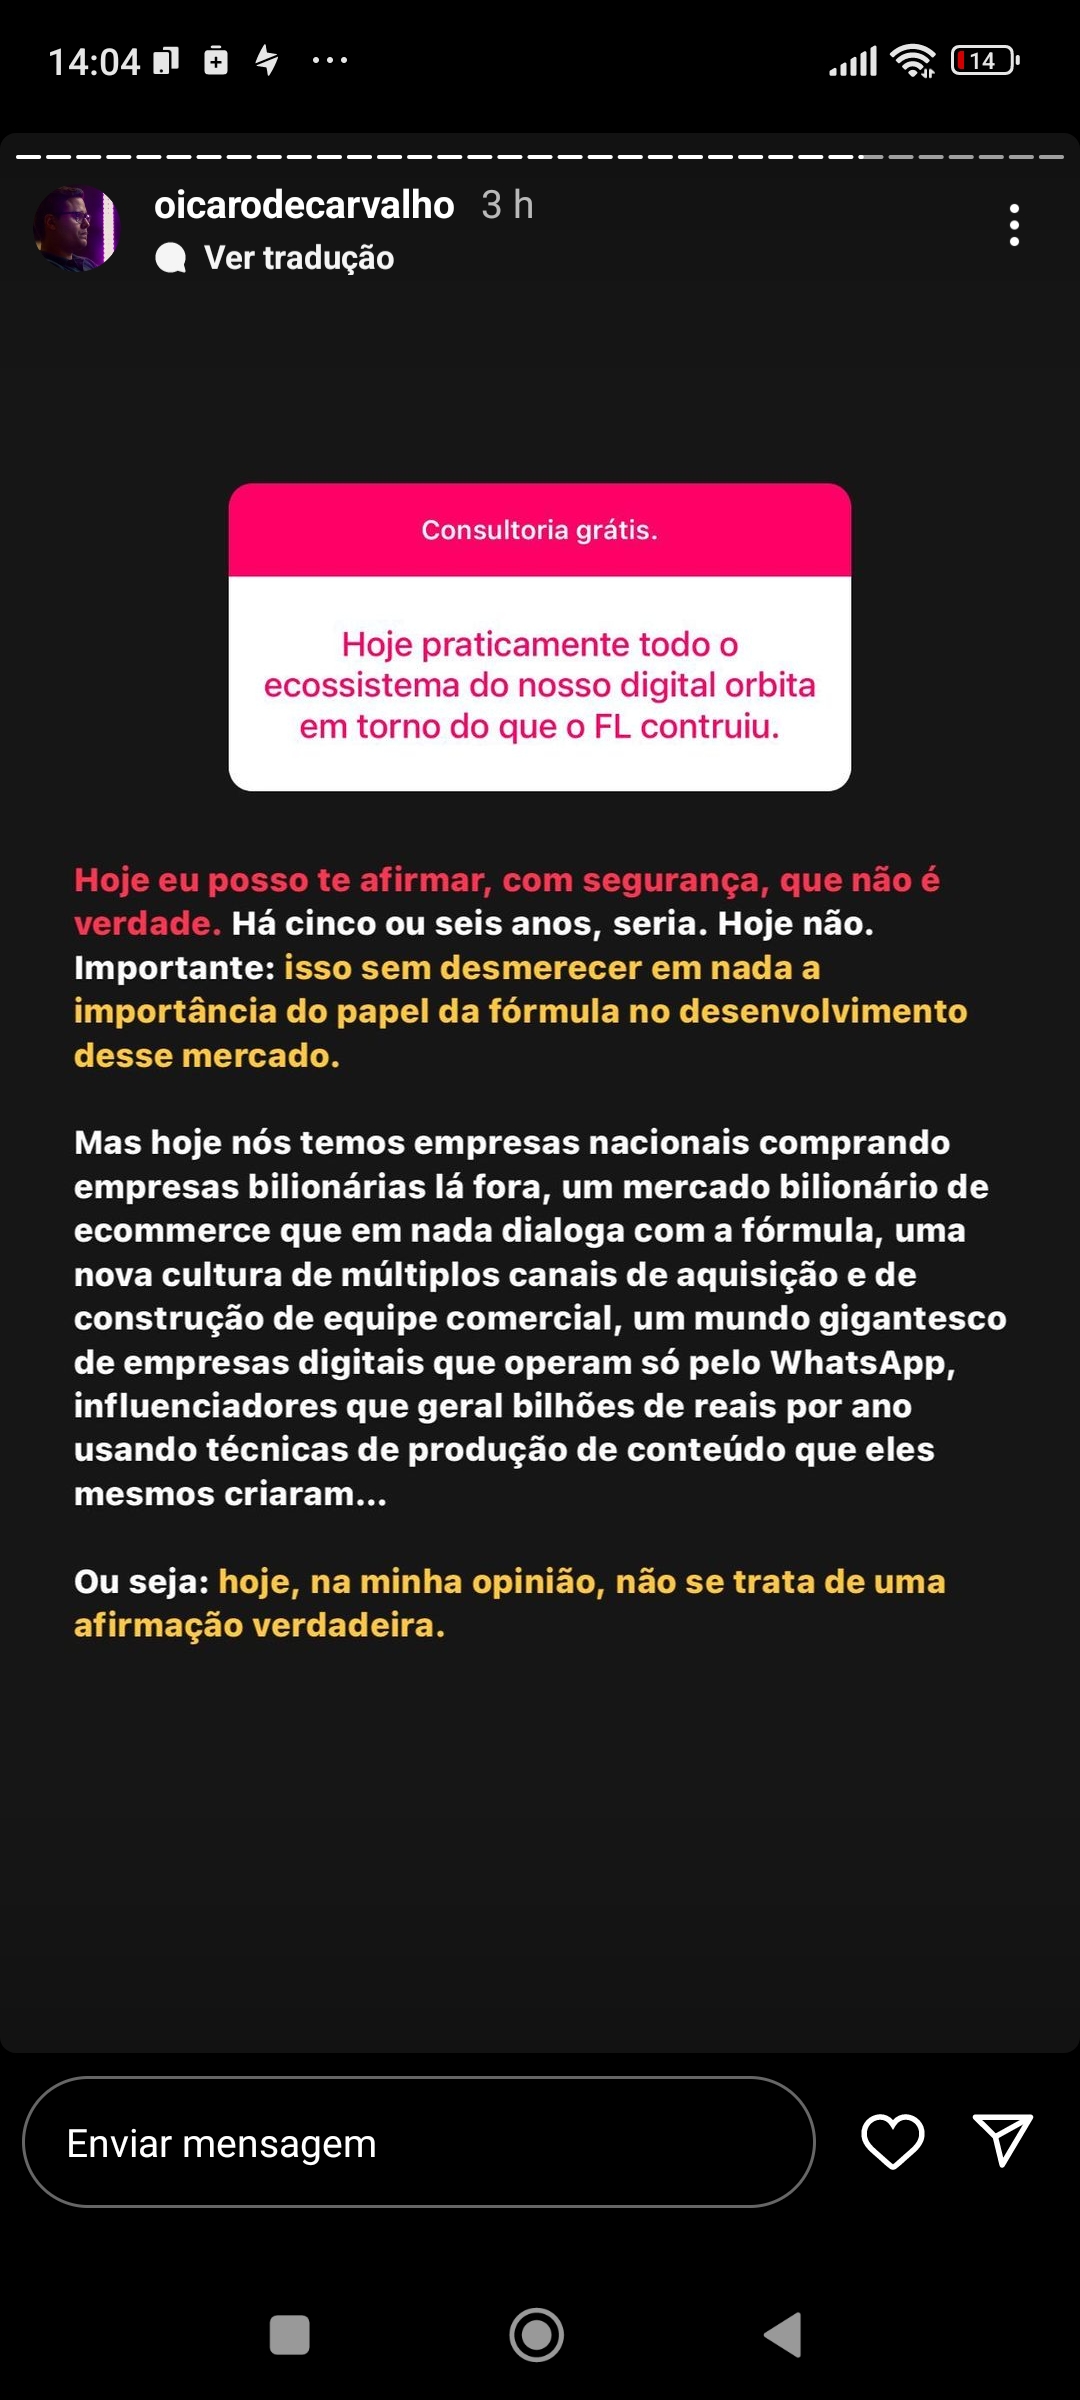 14:04
14
oicarodecarvalho 3 h
Ver tradução
Consultoria grátis.
Hoje praticamente todo o
ecossistema do nosso digital orbita
em torno do que o FL contruiu.
Hoje eu posso te afirmar, com segurança, que não é
verdade. Há cinco ou seis anos, seria. Hoje não.
Importante: isso sem desmerecer em nada a
importância do papel da fórmula no desenvolvimento
desse mercado.
Mas hoje nós temos empresas nacionais comprando
empresas bilionárias lá fora, um mercado bilionário de
ecommerce que em nada dialoga com a fórmula, uma
nova cultura de múltiplos canais de aquisição e de
construção de equipe comercial, um mundo gigantesco
de empresas digitais que operam só pelo WhatsApp,
influenciadores que geral bilhões de reais por ano
usando técnicas de produção de conteúdo que eles
mesmos criaram...
Ou seja: hoje, na minha opinião, não se trata de uma
afirmação verdadeira.
Enviar mensagem